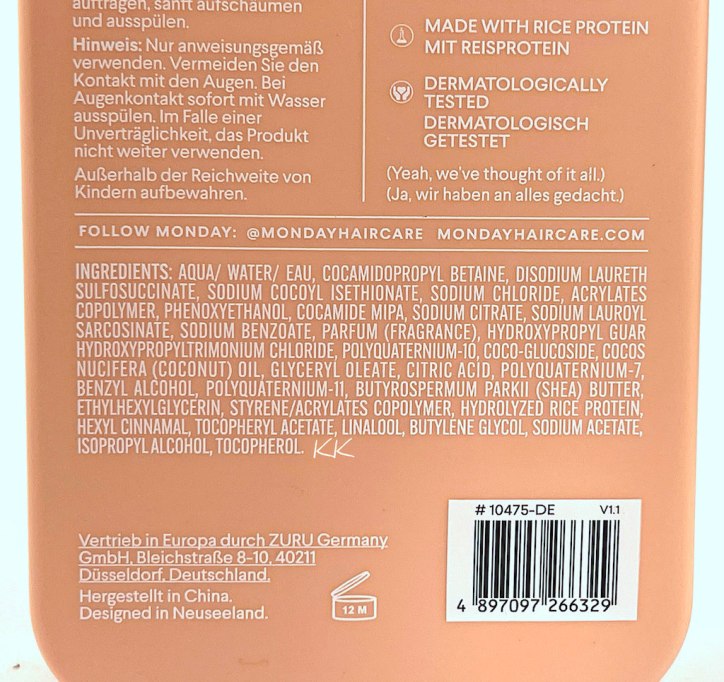 auftragen, sanft aufschäumen
und ausspülen.
Hinweis: Nur anweisungsgemäß
verwenden. Vermeiden Sie den
Kontakt mit den Augen. Bei
Augenkontakt sofort mit Wasser
ausspülen. Im Falle einer
Unverträglichkeit, das Produkt
nicht weiter verwenden.
Außerhalb der Reichweite von
Kindern aufbewahren.
MADE WITH RICE PROTEIN
MIT REISPROTEIN
DERMATOLOGICALLY
TESTED
DERMATOLOGISCH
GETESTET
(Yeah, we've thought of it all.)
(Ja, wir haben an alles gedacht.)
FOLLOW MONDAY: @MONDAYHAIRCARE MONDAYHAIRCARE.COM
INGREDIENTS: AQUA/ WATER/ EAU, COCAMIDOPROPYL BETAINE, DISODIUM LAURETH
SULFOSUCCINATE, SODIUM COCOYL ISETHIONATE, SODIUM CHLORIDE, ACRYLATES
COPOLYMER, PHENOXYETHANOL, COCAMIDE MIPA, SODIUM CITRATE, SODIUM LAUROYL
SARCOSINATE, SODIUM BENZOATE, PARFUM (FRAGRANCE), HYDROXYPROPYL GUAR
HYDROXYPROPYLTRIMONIUM CHLORIDE, POLYQUATERNIUM-10, COCO-GLUCOSIDE, COCOS
NUCIFERA (COCONUT) OIL, GLYCERYL OLEATE, CITRIC ACID, POLYQUATERNIUM-7,
BENZYL ALCOHOL, POLYQUATERNIUM-11, BUTYROSPERMUM PARKII (SHEA) BUTTER,
ETHYLHEXYLGLYCERIN, STYRENE/ACRYLATES COPOLYMER, HYDROLYZED RICE PROTEIN,
HEXYL CINNAMAL, TOCOPHERYL ACETATE, LINALOOL, BUTYLENE GLYCOL, SODIUM ACETATE,
ISOPROPYL ALCOHOL, TOCOPHEROL. KK
Vertrieb in Europa durch ZURU Germany
GmbH, Bleichstraße 8-10, 40211
Düsseldorf, Deutschland.
Hergestellt in China.
Designed in Neuseeland.
12 M
# 10475-DE V1.1
4 897097 266329